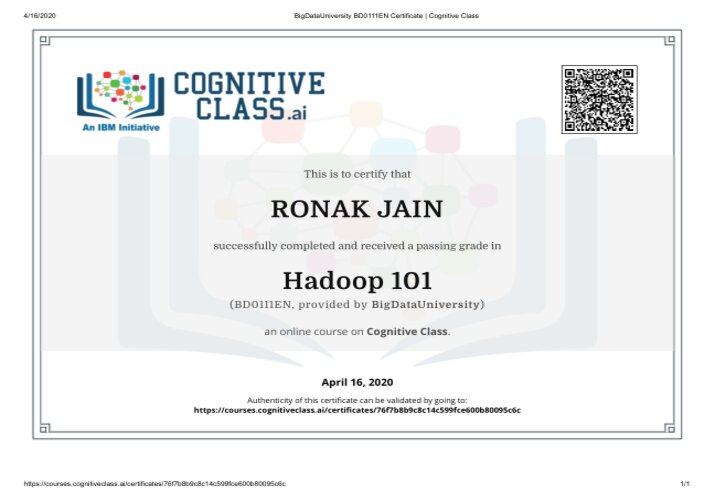 4/16/2020 BigDataUniversity BD0111EN Certificate | Cognitive Class
COGNITIVE
CLASS.ai
An IBM Initiative
This is to certify that
RONAK JAIN
successfully completed and received a passing grade in
Hadoop 101
(BD0111EN, provided by BigDataUniversity)
an online course on Cognitive Class.
April 16, 2020
Authenticity of this certificate can be validated by going to:
https://courses.cognitiveclass.ai/certificates/76f7b8b9c8c14c599fce600b80095c6c
https://courses.cognitiveclass.ai/certificates/76f7b8b9c8c14c599fce600b80095c6c 1/1